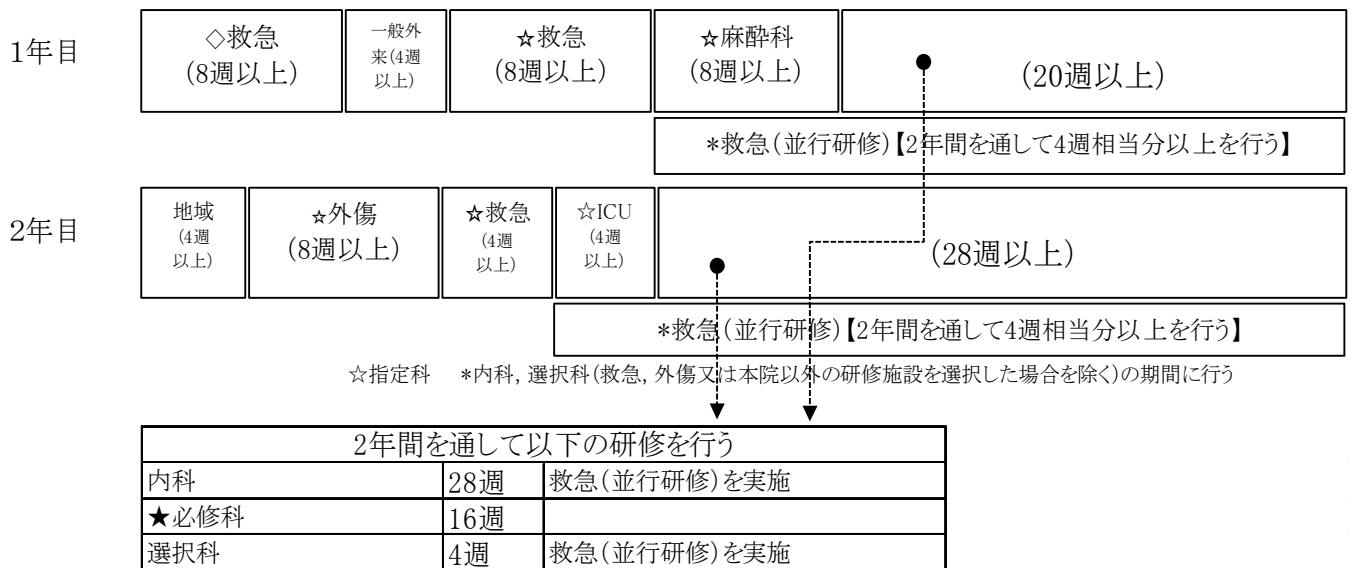 1年目
◇救急
(8週以上)
一般外
来(4週
以上)
☆救急
(8週以上)
☆麻酔科
(8週以上)
(20週以上)
*救急(並行研修)【2年間を通して4週相当分以上を行う】
2年目
地域
(4週
以上)
☆外傷
(8週以上)
☆救急
(4週
以上)
☆ICU
(4週
以上)
(28週以上)
*救急(並行研修)【2年間を通して4週相当分以上を行う】
☆指定科 *内科, 選択科(救急, 外傷又は本院以外の研修施設を選択した場合を除く)の期間に行う
2年間を通して以下の研修を行う
内科 28週 救急(並行研修)を実施
★必修科 16週
選択科 4週 救急(並行研修)を実施